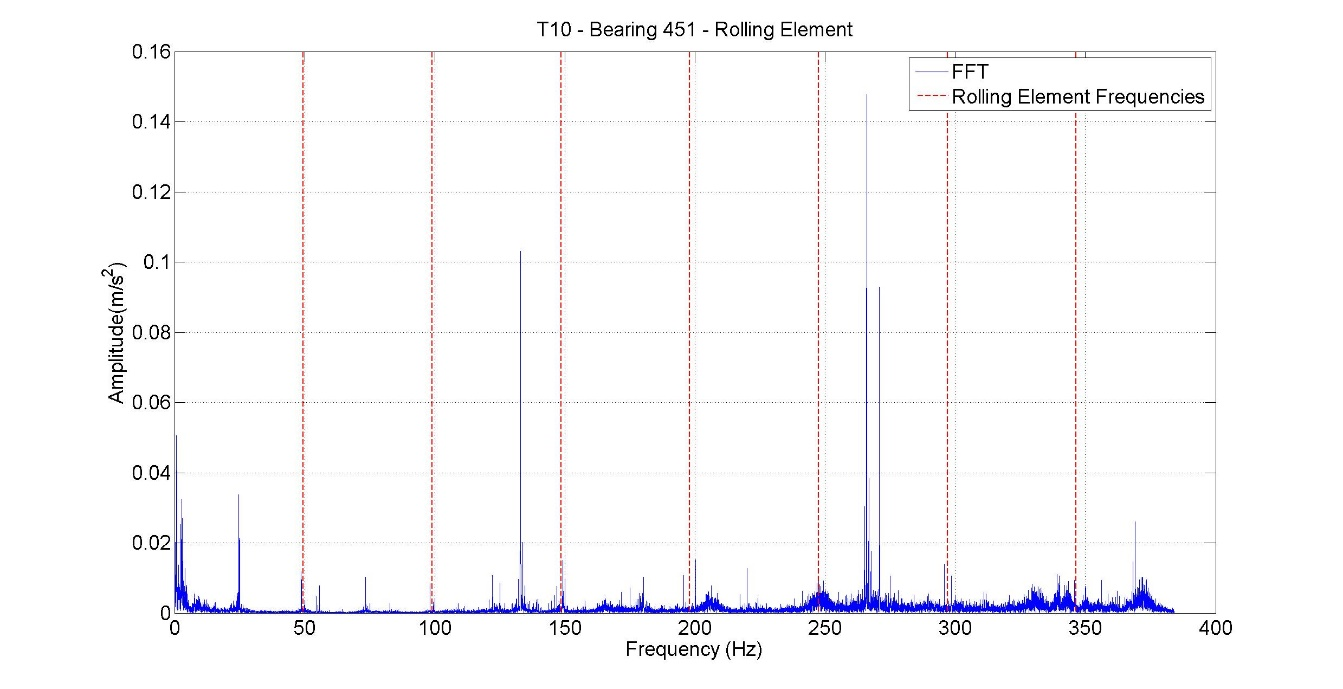 T10 - Bearing 451 - Rolling Element
FFT
Rolling Element Frequencies
Amplitude(m/s²)
0.16
0.14
0.12
0.1
0.08
0.06
0.04
0.02
0
0 50 100 150 200 250 300 350 400
Frequency (Hz)